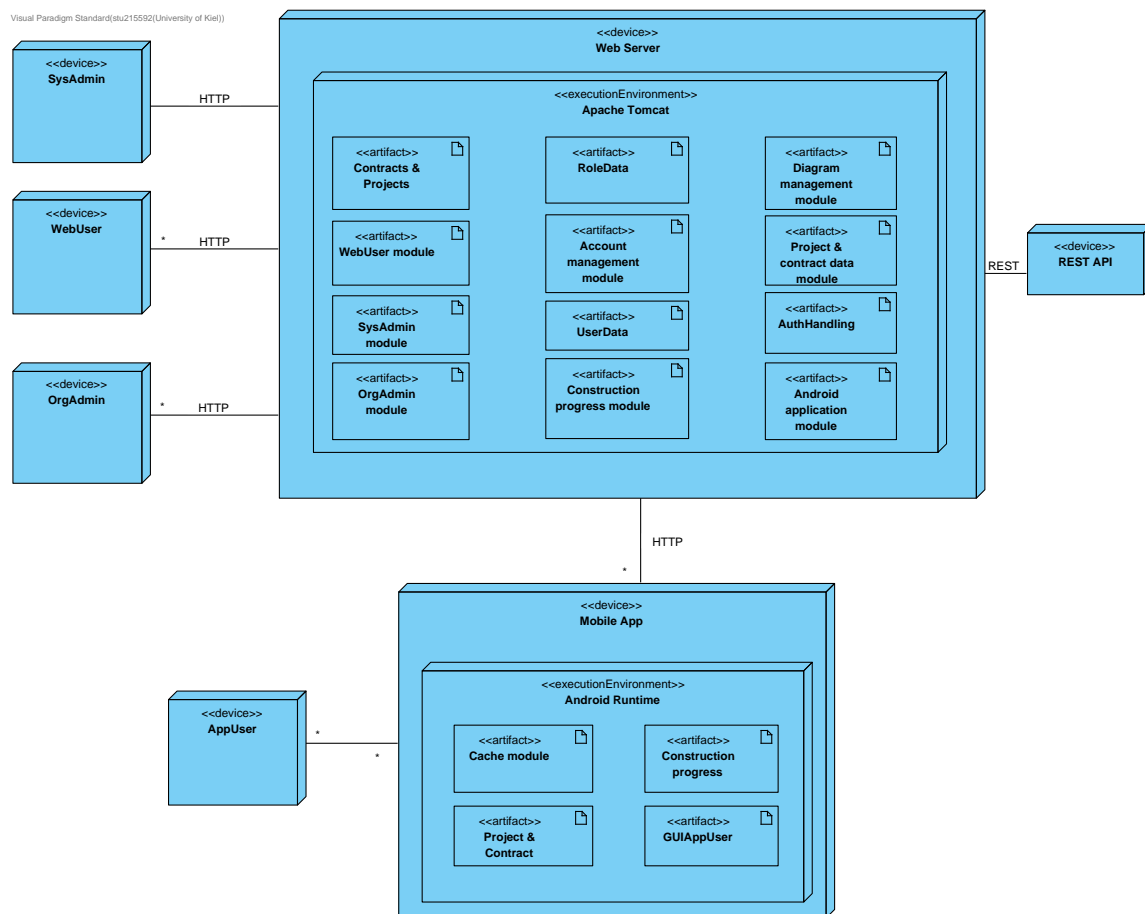 Visual Paradigm Standard(stu215592(University of Kiel))
<<device>>
SysAdmin
HTTP
<<device>>
WebUser
*
HTTP
<<device>>
OrgAdmin
*
HTTP
<<device>>
Web Server
<<executionEnvironment>>
Apache Tomcat
<<artifact>>
Contracts &
Projects
<<artifact>>
RoleData
<<artifact>>
Diagram
management
module
<<artifact>>
WebUser module
<<artifact>>
Account
management
module
<<artifact>>
Project &
contract data
module
<<artifact>>
SysAdmin
module
<<artifact>>
UserData
<<artifact>>
AuthHandling
<<artifact>>
OrgAdmin
module
<<artifact>>
Construction
progress module
<<artifact>>
Android
application
module
REST
<<device>>
REST API
HTTP
*
<<device>>
Mobile App
<<executionEnvironment>>
Android Runtime
<<artifact>>
Cache module
<<artifact>>
Construction
progress
<<artifact>>
Project &
Contract
<<artifact>>
GUIAppUser
<<device>>
AppUser
*
*